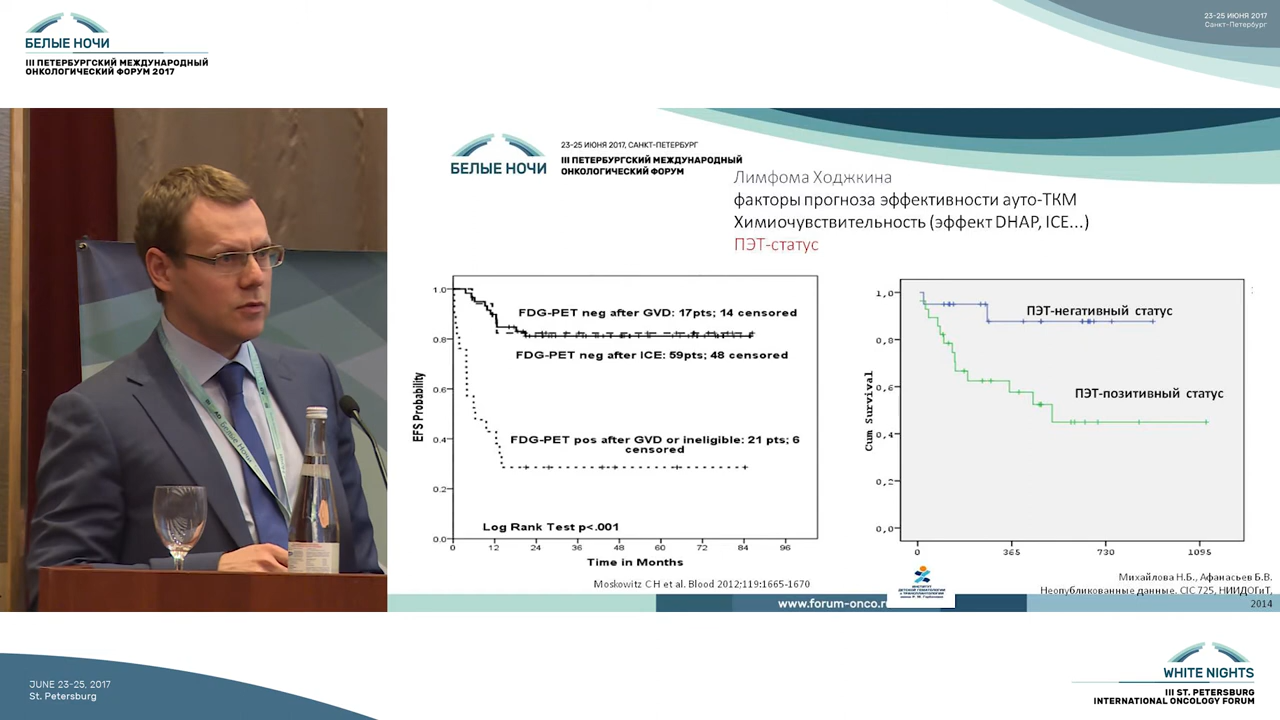 БЕЛЫЕ НОЧИ
III ПЕТЕРБУРГСКИЙ МЕЖДУНАРОДНЫЙ
ОНКОЛОГИЧЕСКИЙ ФОРУМ 2017
23-25 ИЮНЯ 2017
Санкт-Петербург
БЕЛЫЕ НОЧИ
23-25 ИЮНЯ 2017, САНКТ-ПЕТЕРБУРГ
III ПЕТЕРБУРГСКИЙ МЕЖДУНАРОДНЫЙ
ОНКОЛОГИЧЕСКИЙ ФОРУМ
Лимфома Ходжкина
факторы прогноза эффективности ауто-ТКМ
Химиочувствительность (эффект DHAP, ICE...)
ПЭТ-статус
EFS Probability
1.0
0.8
0.6
0.4
0.2
0.0
FDG-PET neg after GVD: 17pts; 14 censored
FDG-PET neg after ICE: 59pts; 48 censored
FDG-PET pos after GVD or ineligible: 21 pts; 6
censored
Log Rank Test p<.001
0 12 24 36 48 60 72 84 96
Time in Months
Moskowitz CH et al. Blood 2012;119:1665-1670
Cum Survival
1,0
0,8
0,6
0,4
0,2
0,0
ПЭТ-негативный статус
ПЭТ-позитивный статус
0 365 730 1095
Михайлова Н.Б., Афанасьев Б.В.
Неопубликованные данные, CIC 725, НИИДОГиТ,
2014
www.forum-onco.r
ИНСТИТУТ
ДЕТСКОЙ ГЕМАТОЛОГИИ
И ТРАНСПЛАНТОЛОГИИ
Белые Ночи
JUNE 23-25, 2017
St. Petersburg
WHITE NIGHTS
III ST. PETERSBURG
INTERNATIONAL ONCOLOGY FORUM